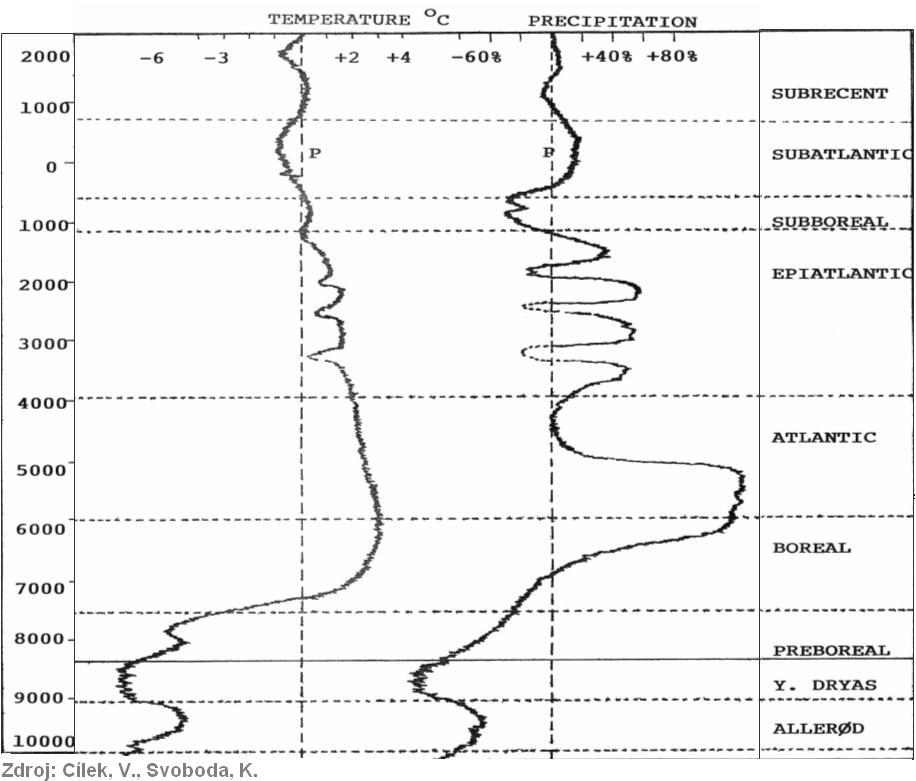 TEMPERATURE °C PRECIPITATION
2000 -6 -3 +2 +4 -60% +40% +80%
1000 SUBRECENT
0 P P SUBATLANTIC
1000 SUBBOREAL
2000 EPIATLANTIC
3000
4000
ATLANTIC
5000
6000
BOREAL
7000
8000
PREBOREAL
9000 Y. DRYAS
ALLERØD
10000
Zdroj: Cílek, V., Svoboda, K.